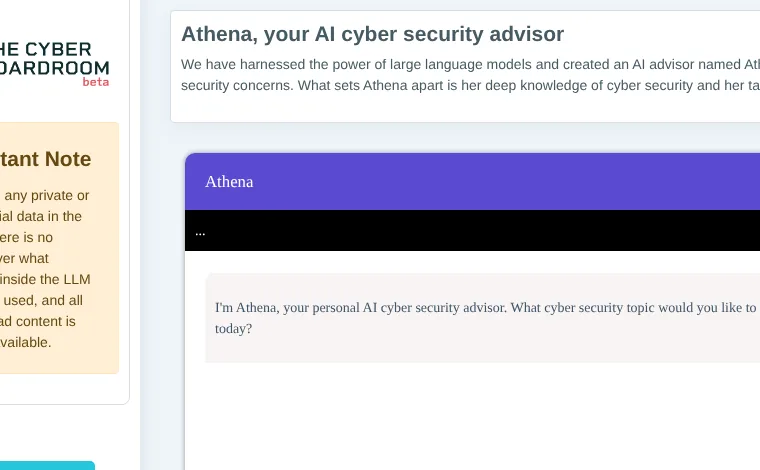 HE CYBER
OARDROOM
beta
tant Note
any private or
ial data in the
ere is no
ver what
inside the LLM
used, and all
ad content is
vailable.
Athena, your AI cyber security advisor
We have harnessed the power of large language models and created an AI advisor named Ath
security concerns. What sets Athena apart is her deep knowledge of cyber security and her ta
Athena
...
I'm Athena, your personal AI cyber security advisor. What cyber security topic would you like to
today?